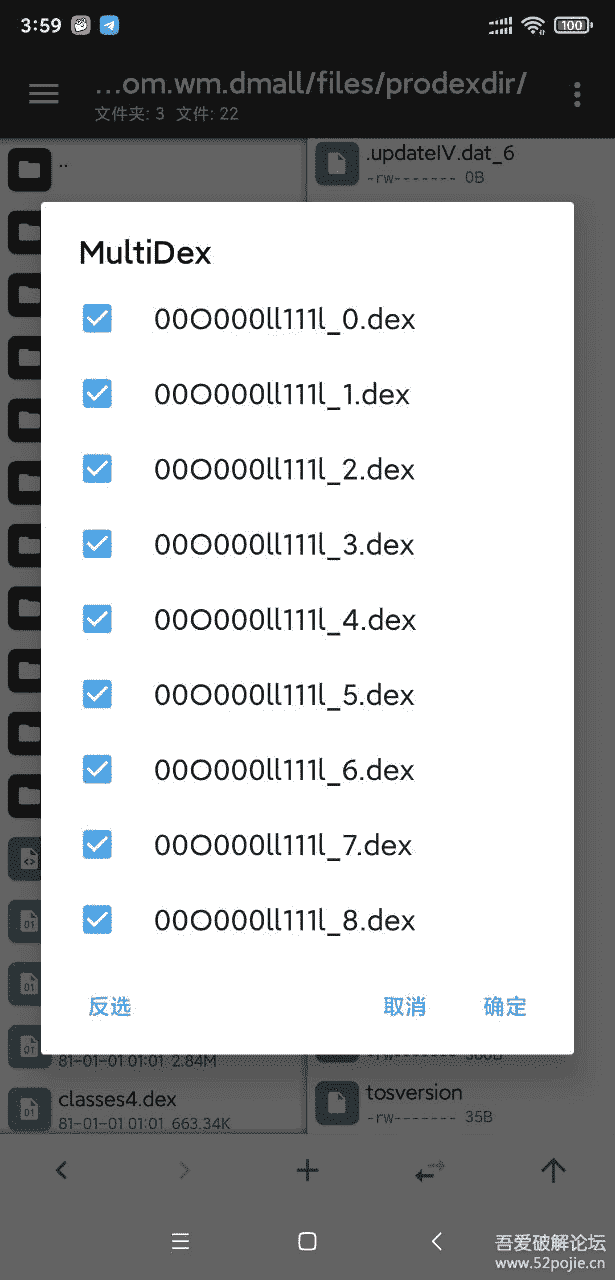 3:59
100
...om.wm.dmall/files/prodexdir/
文件夹: 3 文件: 22
..
.updateIV.dat_6
-rw------- 0B
MultiDex
00O000ll111l_0.dex
00O000ll111l_1.dex
00O000ll111l_2.dex
00O000ll111l_3.dex
00O000ll111l_4.dex
00O000ll111l_5.dex
00O000ll111l_6.dex
00O000ll111l_7.dex
00O000ll111l_8.dex
反选 取消 确定
81-01-01 01:01 2.84M
classes4.dex
81-01-01 01:01 663.34K
tosversion
-rw------- 35B
吾爱破解论坛
www.52pojie.cn